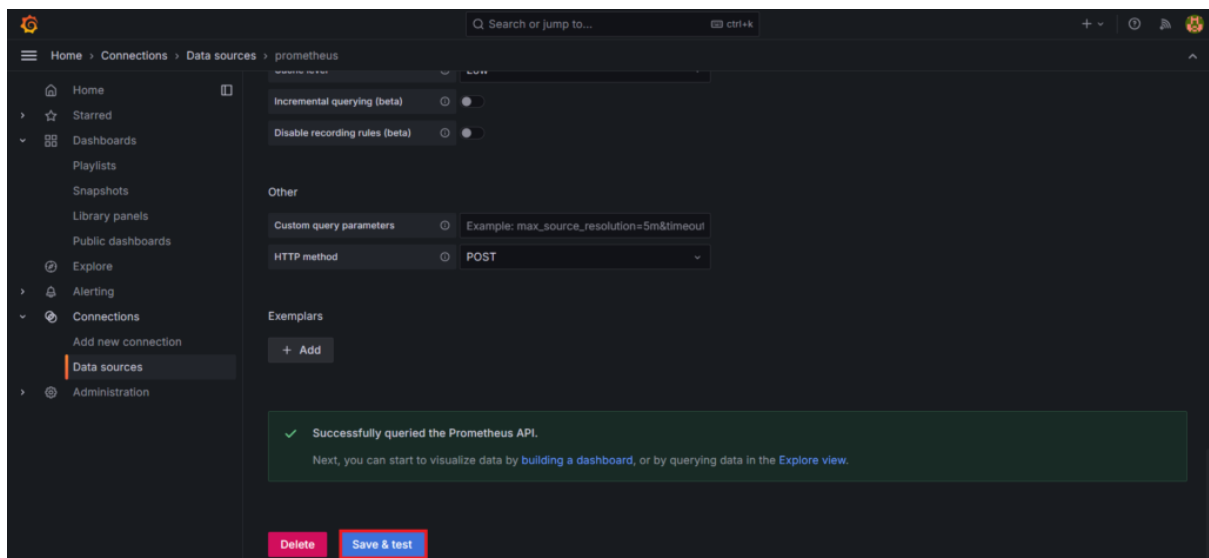 Search or jump to... ctrl+k
Home › Connections › Data sources › prometheus
Home
Starred
Dashboards
Playlists
Snapshots
Library panels
Public dashboards
Explore
Alerting
Connections
Add new connection
Data sources
Administration
Cache level Low
Incremental querying (beta)
Disable recording rules (beta)
Other
Custom query parameters Example: max_source_resolution=5m&timeout
HTTP method POST
Exemplars
+ Add
Successfully queried the Prometheus API.
Next, you can start to visualize data by building a dashboard, or by querying data in the Explore view.
Delete Save & test